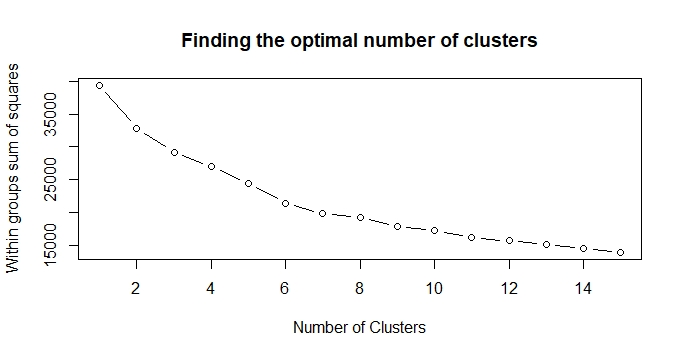 Finding the optimal number of clusters
Within groups sum of squares
35000
25000
15000
2 4 6 8 10 12 14
Number of Clusters